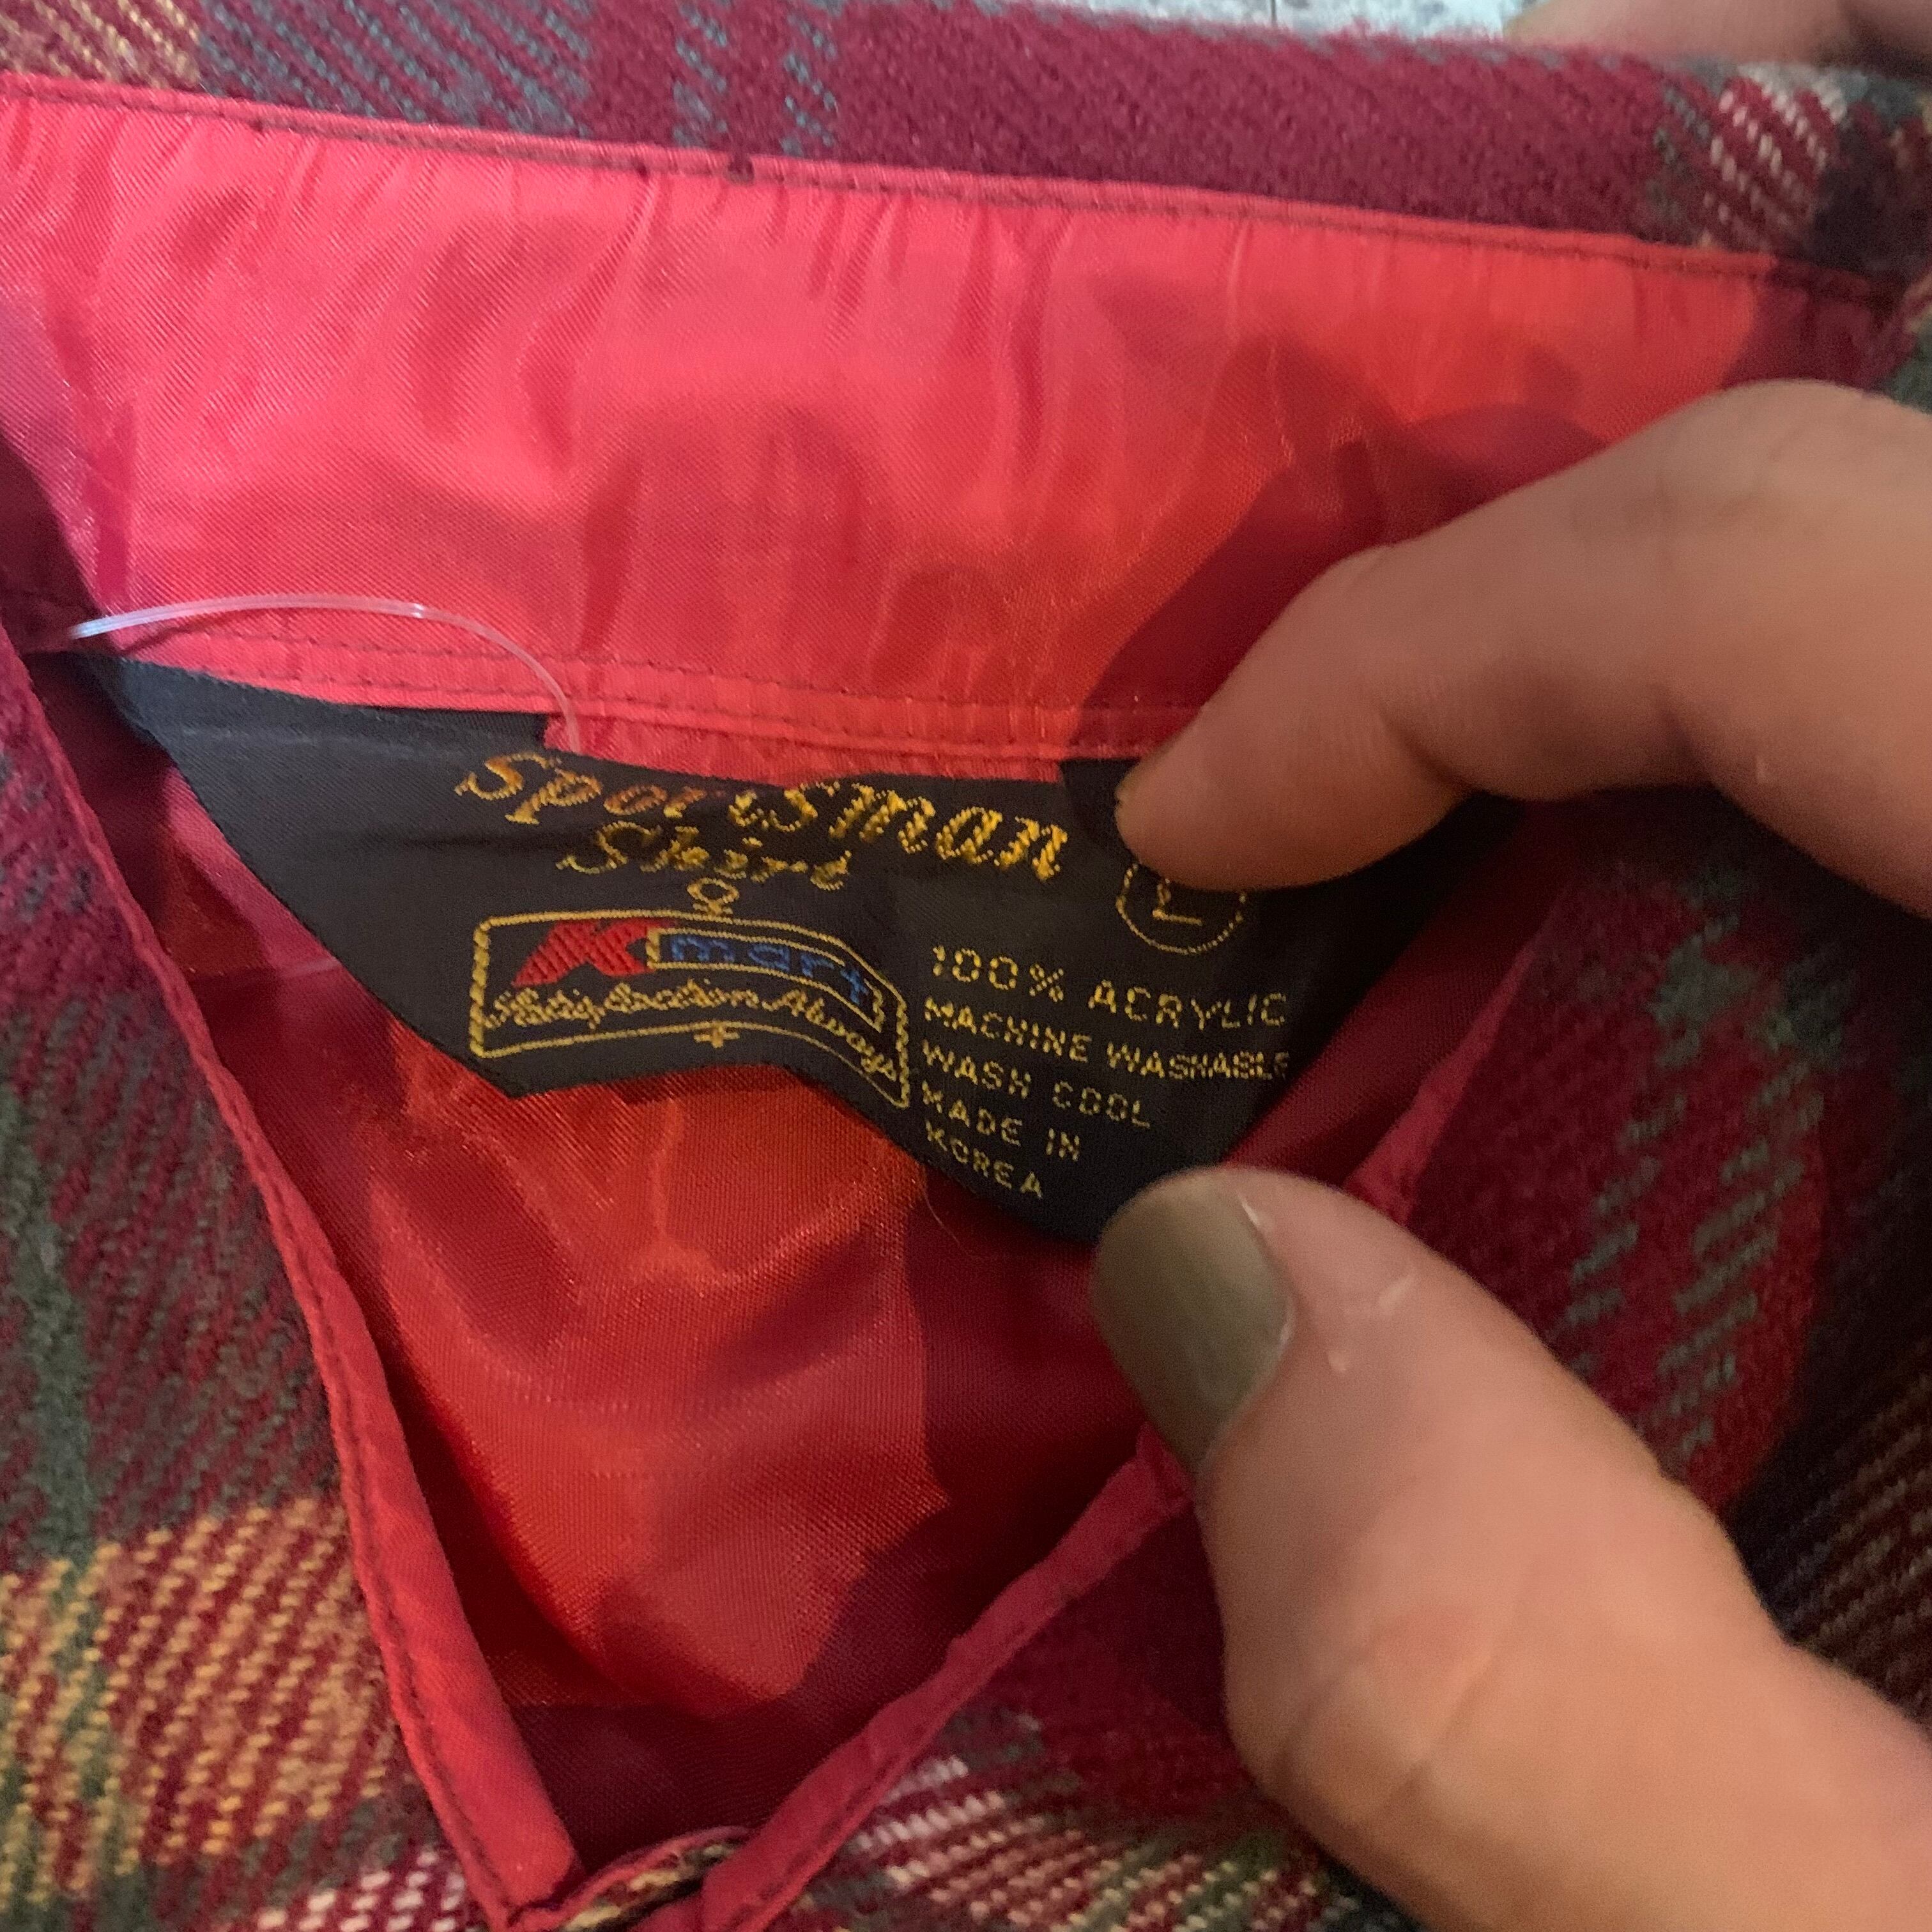 Sportsman
Shirt
L
Kmart
Satisfaction Always
100% ACRYLIC
MACHINE WASHABLE
WASH COOL
MADE IN
KOREA